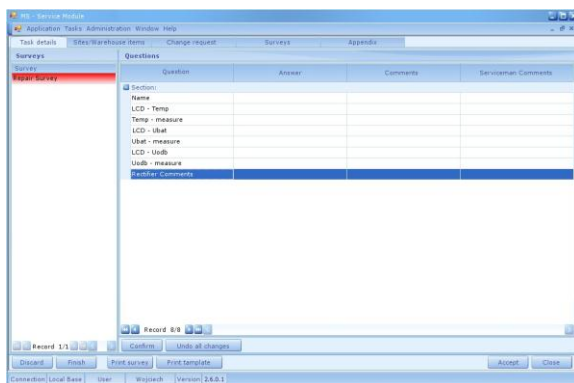 MS - Service Module
Application Tasks Administration Window Help
Task details Sites/Warehouse items Change request Surveys Appendix
Surveys Questions
Survey
Repair Survey
Question Answer Comments Serviceman Comments
Section:
Name
LCD - Temp
Temp - measure
LCD - Ubat
Ubat - measure
LCD - Uodb
Uodb - measure
Rectifier Comments
Record 1/1 Record 8/8
Confirm Undo all changes
Discard Finish Print survey Print template Accept Close
Connection Local Base User Wojciech Version 2.6.0.1